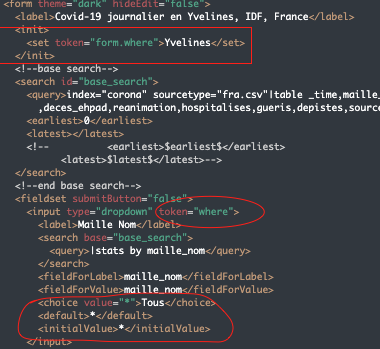 <form theme="dark" hideEdit="false">
<label>Covid-19 journalier en Yvelines, IDF, France</label>
<init>
<set token="form.where">Yvelines</set>
</init>
<!--base search-->
<search id="base_search">
<query>index="corona" sourcetype="fra.csv"|table _time,maille_
,deces_ehpad,reanimation,hospitalises,gueris,depistes,source
<earliest>0</earliest>
<latest></latest>
<!-- <earliest>$earliest$</earliest>
<latest>$latest$</latest>-->
</search>
<!--end base search-->
<fieldset submitButton="false">
<input type="dropdown" token="where">
<label>Maille Nom</label>
<search base="base_search">
<query>|stats by maille_nom</query>
</search>
<fieldForLabel>maille_nom</fieldForLabel>
<fieldForValue>maille_nom</fieldForValue>
<choice value="*">Tous</choice>
<default>*</default>
<initialValue>*</initialValue>
</input>